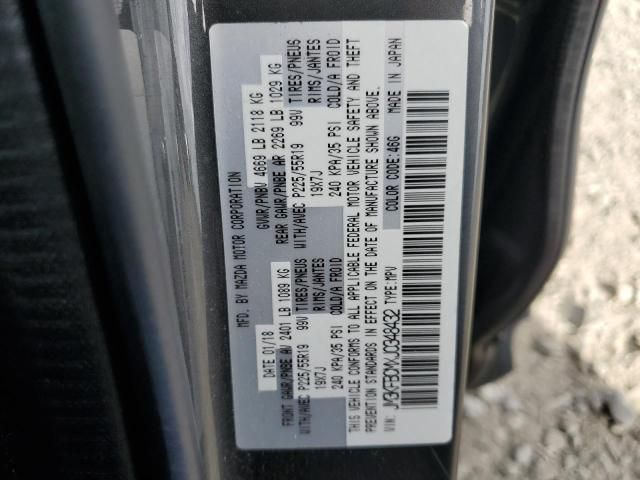 MFD. BY MAZDA MOTOR CORPORATION
DATE 01/18 GVWR/PNBV 4669 LB 2118 KG
FRONT GAWR/PNBE AV 2401 LB 1089 KG REAR GAWR/PNBE AR 2269 LB 1029 KG
WITH/AVEC P225/55R19 99V TIRES/PNEUS WITH/AVEC P225/55R19 99V TIRES/PNEUS
19X7J RIMS/JANTES 19X7J RIMS/JANTES
240 KPA/35 PSI COLD/A FROID 240 KPA/35 PSI COLD/A FROID
THIS VEHICLE CONFORMS TO ALL APPLICABLE FEDERAL MOTOR VEHICLE SAFETY AND THEFT
STANDARDS IN EFFECT ON THE DATE OF MANUFACTURE SHOWN ABOVE.
COLOR CODE: 46G MADE IN JAPAN
VIN: JM3KFBDMXJ0348432 TYPE: MPV